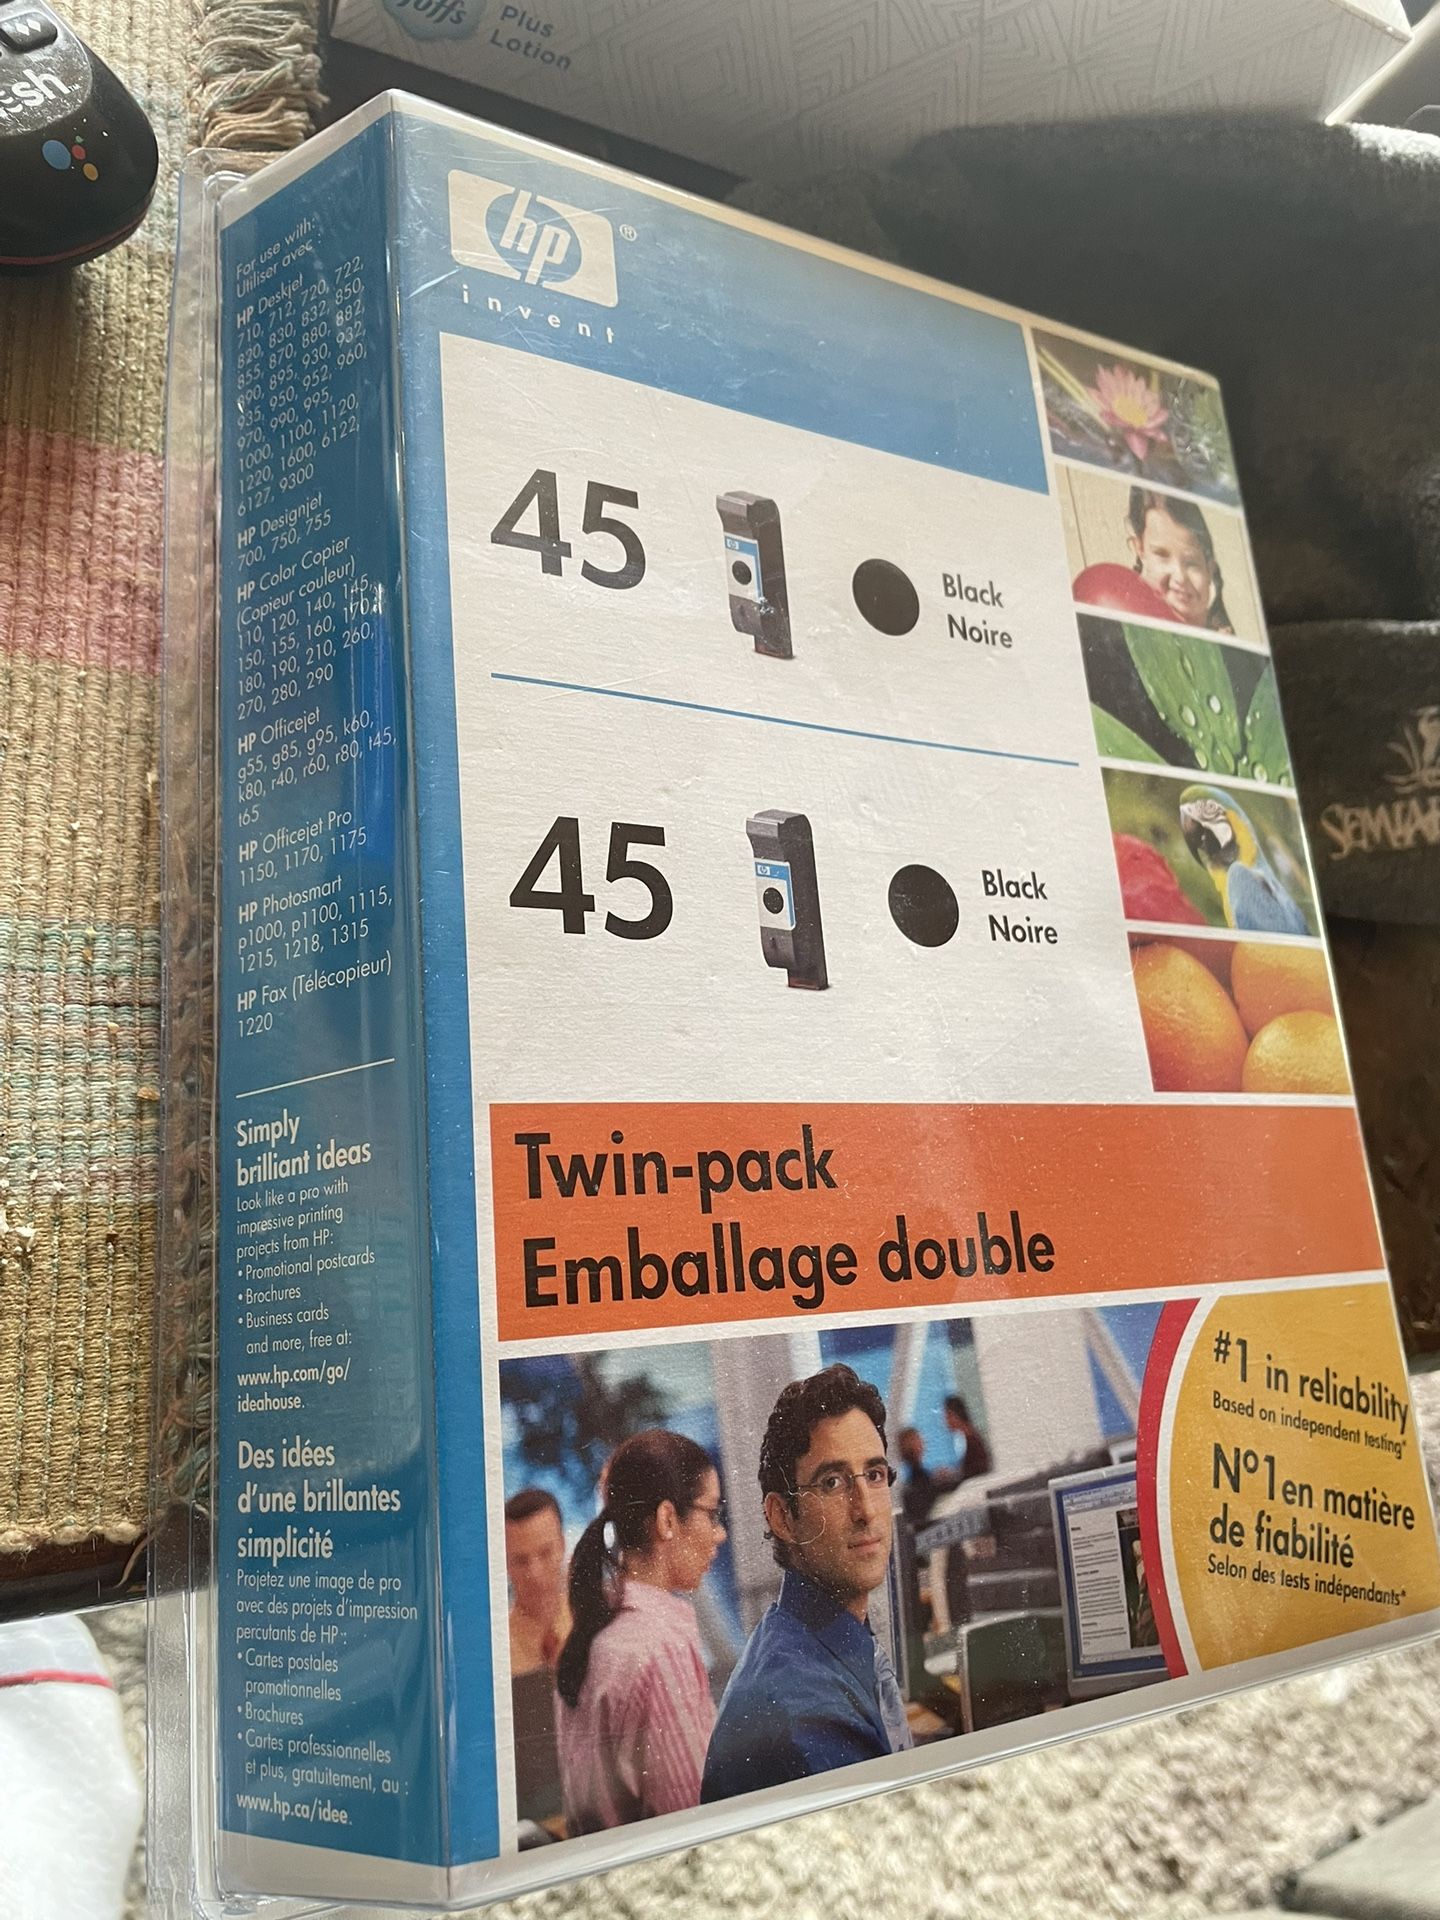 Puffs
Plus
Lotion
esh
hp
®
invent
For use with:
Utiliser avec :
HP Deskjet
710, 712, 720, 722,
820, 830, 832, 850,
855, 870, 880, 882,
890, 895, 930, 932,
935, 950, 952, 960,
970, 990, 995,
1000, 1100, 1120,
1220, 1600, 6122,
6127, 9300
HP Designjet
700, 750, 755
HP Color Copier
(Copieur couleur)
110, 120, 140, 145,
150, 155, 160, 170,
180, 190, 210, 260,
270, 280, 290
HP Officejet
g55, g85, g95, k60,
k80, r40, r60, r80, t45,
t65
HP Officejet Pro
1150, 1170, 1175
HP Photosmart
p1000, p1100, 1115,
1215, 1218, 1315
HP Fax (Télécopieur)
1220
Simply
brilliant ideas
Look like a pro with
impressive printing
projects from HP:
• Promotional postcards
• Brochures
• Business cards
and more, free at:
www.hp.com/go/
ideahouse.
Des idées
d'une brillantes
simplicité
Projetez une image de pro
avec des projets d'impression
percutants de HP :
• Cartes postales
promotionnelles
• Brochures
• Cartes professionnelles
et plus, gratuitement, au :
www.hp.ca/idee.
45
Black
Noire
45
Black
Noire
Twin-pack
Emballage double
#1 in reliability
Based on independent testing*
Nº1 en matière
de fiabilité
Selon des tests indépendants*